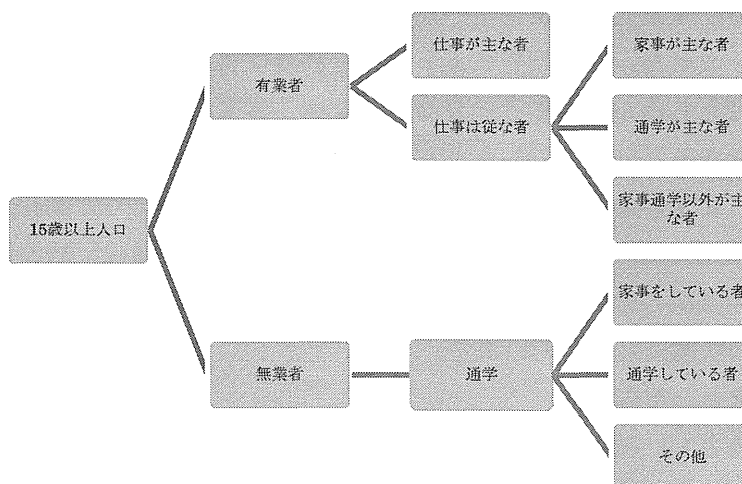 仕事が主な者
家事が主な者
有業者
仕事は従な者
通学が主な者
15歳以上人口
家事通学以外が主
な者
家事をしている者
無業者
通学
通学している者
その他